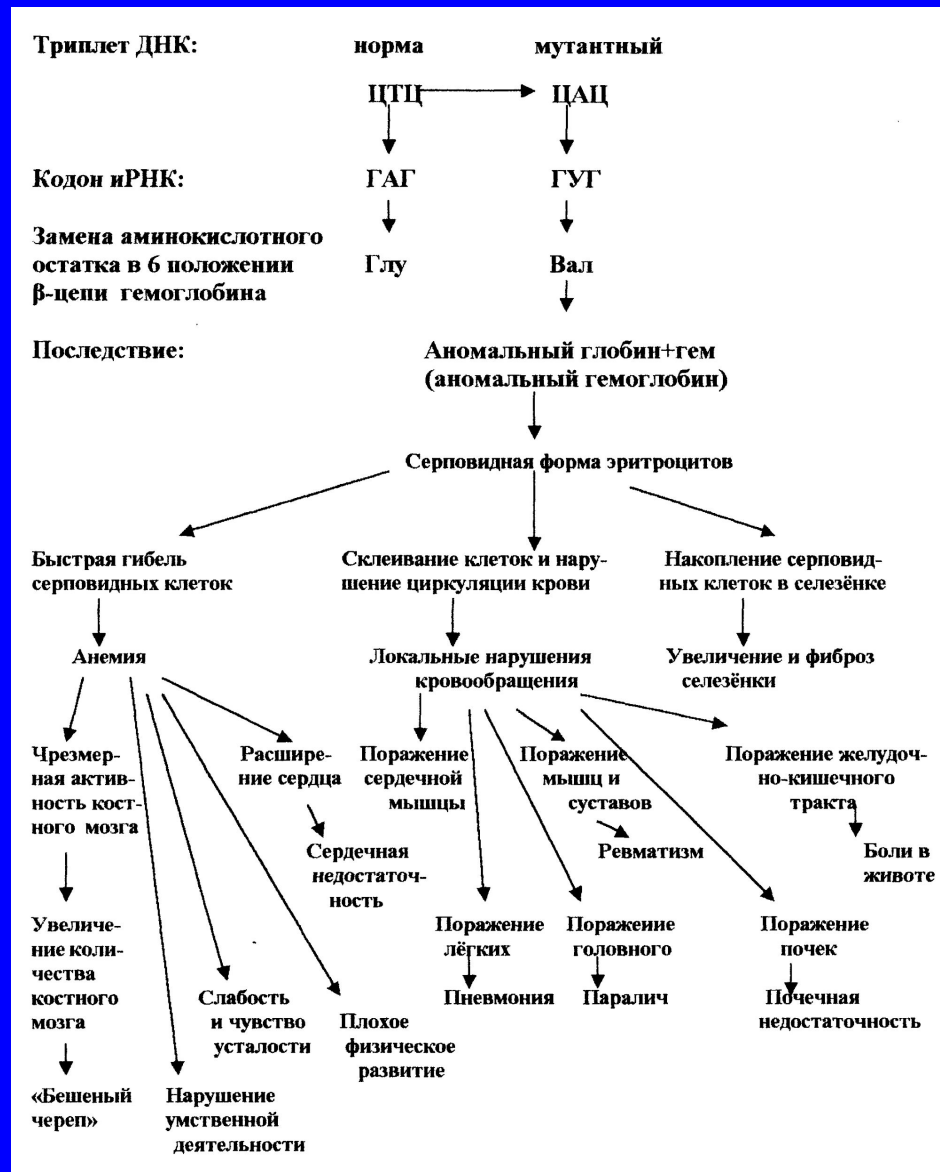 Триплет ДНК: норма мутантный
ЦТЦ ЦАЦ
Кодон иРНК: ГАГ ГУГ
Замена аминокислотного
остатка в 6 положении Глу Вал
β-цепи гемоглобина
Последствие: Аномальный глобин+гем
(аномальный гемоглобин)
Серповидная форма эритроцитов
Быстрая гибель
серповидных клеток
Склеивание клеток и нару-
шение циркуляции крови
Накопление серповид-
ных клеток в селезёнке
Анемия
Локальные нарушения
кровообращения
Увеличение и фиброз
селезёнки
Чрезмер-
ная актив-
ность кост-
ного мозга
Расшире-
ние сердца
Поражение
сердечной
мышцы
Поражение
мышц и
суставов
Поражение желудоч-
но-кишечного
тракта
Сердечная
недостаточ-
ность
Ревматизм
Боли в
животе
Увеличе-
ние коли-
чества
костного
мозга
Поражение
лёгких
Поражение
головного
Поражение
почек
Слабость
и чувство
усталости
Плохое
физическое
развитие
Пневмония
Паралич
Почечная
недостаточность
«Бешеный
череп»
Нарушение
умственной
деятельности